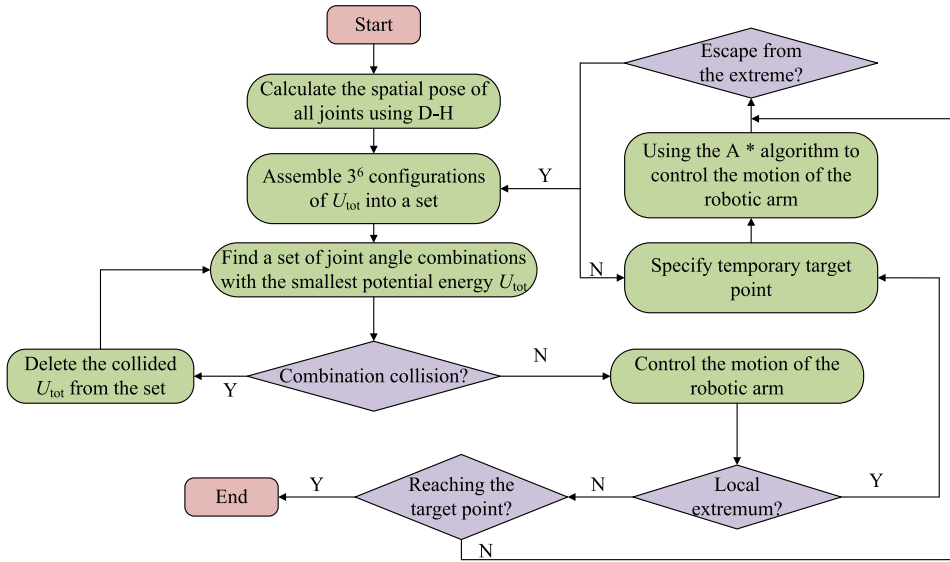 Start
Calculate the spatial pose of
all joints using D-H
Assemble 3⁶ configurations
of Utot into a set
Find a set of joint angle combinations
with the smallest potential energy Utot
Combination collision?
Y
Delete the collided
Utot from the set
N
Control the motion of the
robotic arm
Local
extremum?
Y
N
Reaching the
target point?
Y
End
N
Escape from
the extreme?
Using the A * algorithm to
control the motion of the
robotic arm
Specify temporary target
point
Y
N